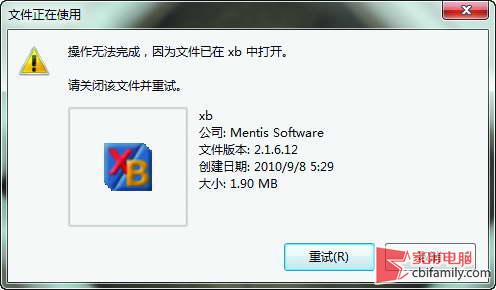 文件正在使用
操作无法完成，因为文件已在 xb 中打开。
请关闭该文件并重试。
XB
xb
公司: Mentis Software
文件版本: 2.1.6.12
创建日期: 2010/9/8 5:29
大小: 1.90 MB
重试(R)
家用电脑
cbifamily.com